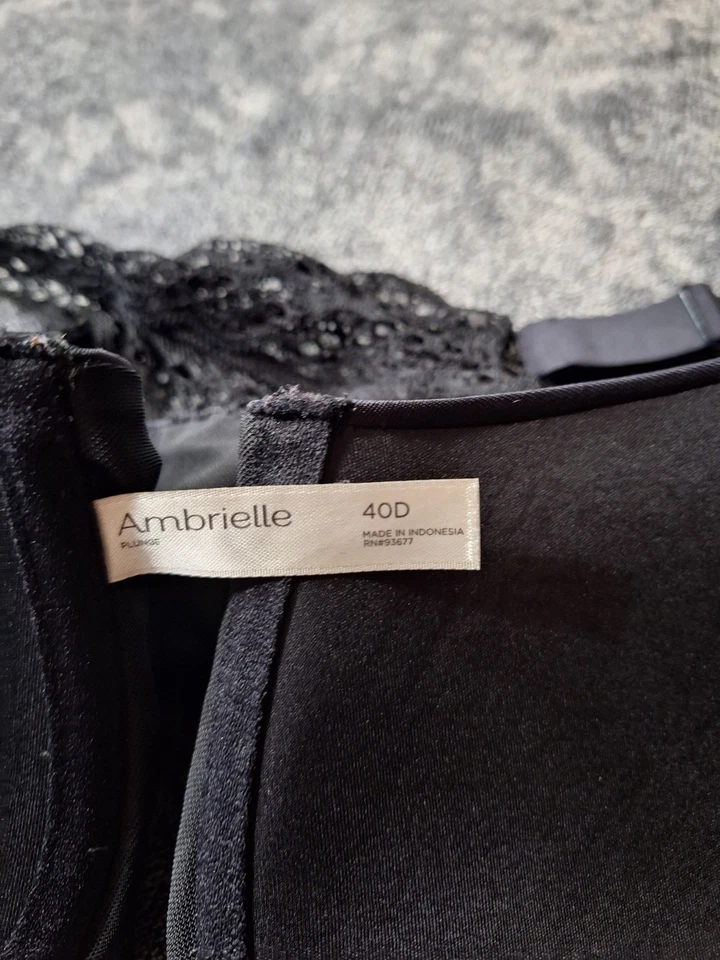 Ambrielle 40D
PLUNGE MADE IN INDONESIA
RN#93677